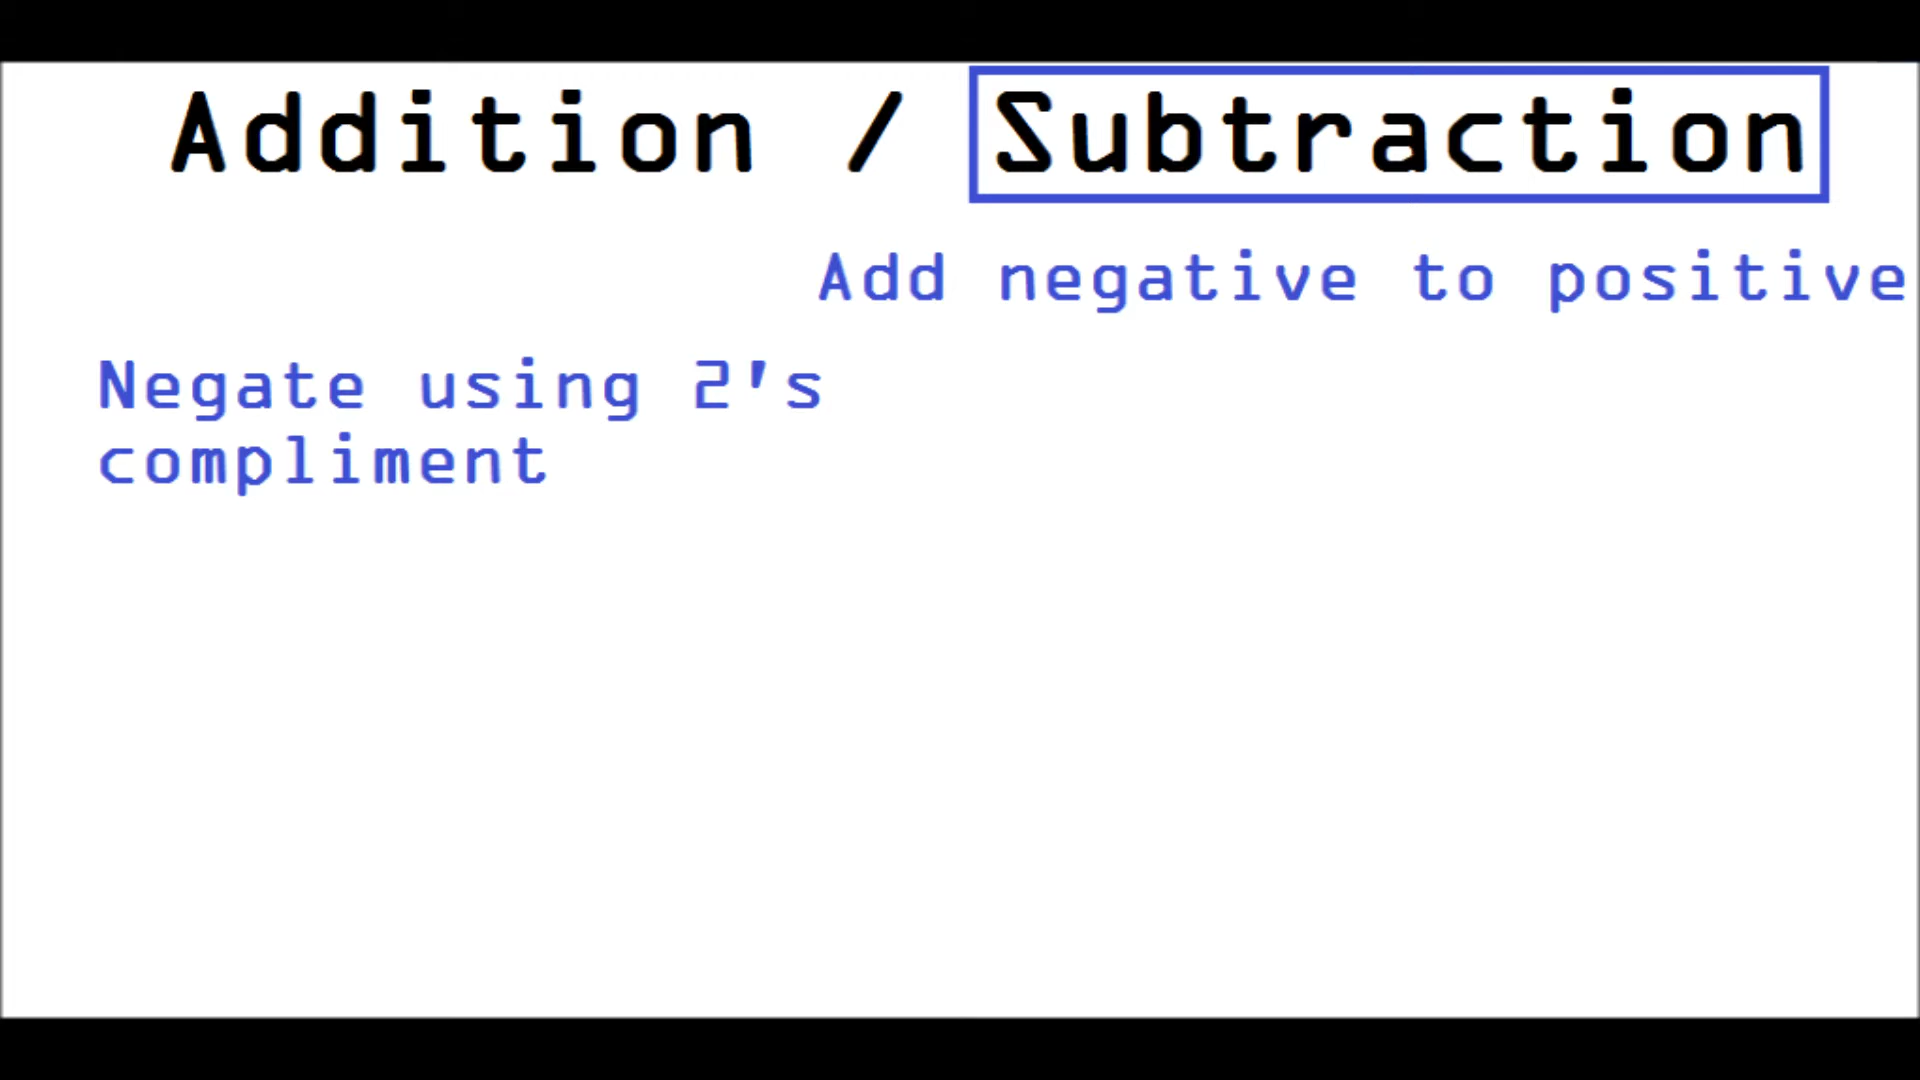 Addition / Subtraction
Add negative to positive
Negate using 2's
compliment